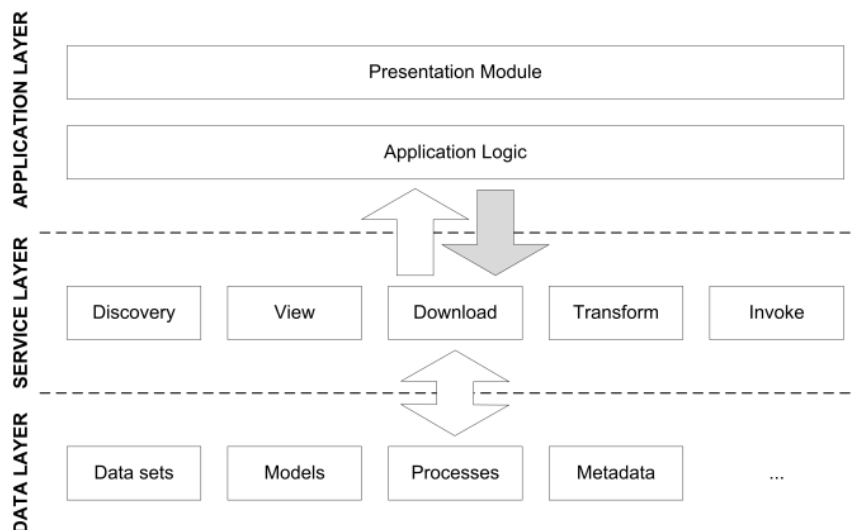 APPLICATION LAYER
Presentation Module
Application Logic
SERVICE LAYER
Discovery
View
Download
Transform
Invoke
DATA LAYER
Data sets
Models
Processes
Metadata
...